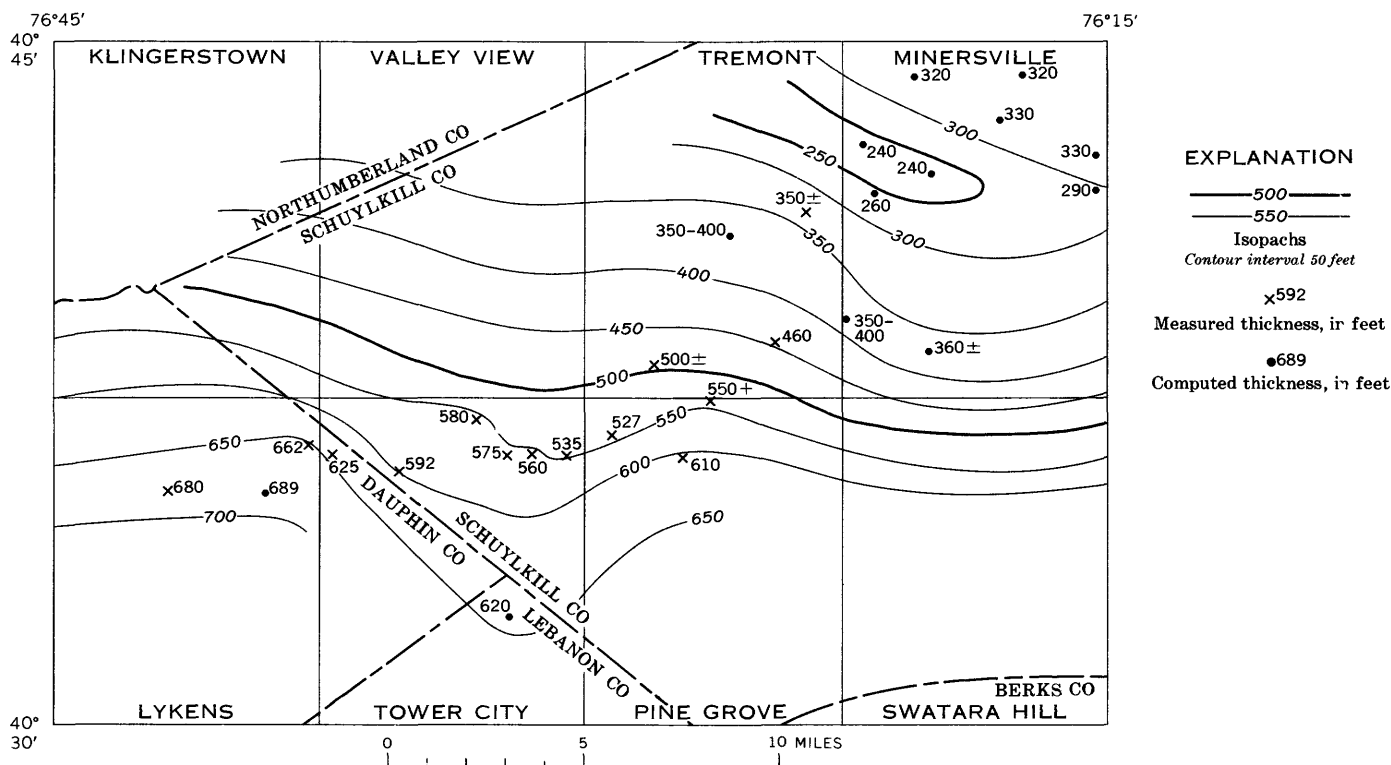 76°45'
76°15'
40°
45'
KLINGERSTOWN
VALLEY VIEW
TREMONT
MINERSVILLE
320
320
330
300
330
290
240
240
250
260
NORTHUMBERLAND CO
SCHUYLKILL CO
350±
350-400
350
300
400
450
460
350-
400
360±
500±
500
550+
550
527
580
575
560
535
600
610
650
662
625
592
680
689
700
650
DAUPHIN CO
SCHUYLKILL CO
620
LEBANON CO
BERKS CO
LYKENS
TOWER CITY
PINE GROVE
SWATARA HILL
40°
30'
0 5 10 MILES
EXPLANATION
500
550
Isopachs
Contour interval 50 feet
592
Measured thickness, in feet
689
Computed thickness, in feet